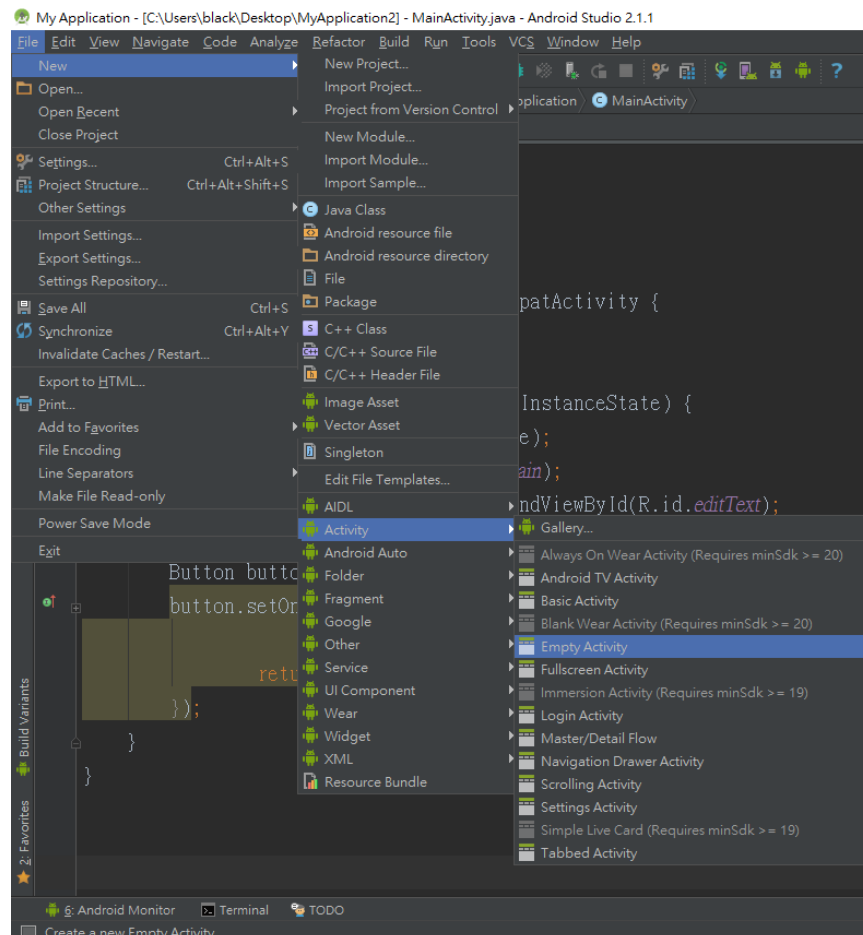 My Application - [C:\Users\black\Desktop\MyApplication2] - MainActivity.java - Android Studio 2.1.1
File Edit View Navigate Code Analyze Refactor Build Run Tools VCS Window Help
New
Open...
Open Recent
Close Project
Settings... Ctrl+Alt+S
Project Structure... Ctrl+Alt+Shift+S
Other Settings
Import Settings...
Export Settings...
Settings Repository...
Save All Ctrl+S
Synchronize Ctrl+Alt+Y
Invalidate Caches / Restart...
Export to HTML...
Print...
Add to Favorites
File Encoding
Line Separators
Make File Read-only
Power Save Mode
Exit
New Project...
Import Project...
Project from Version Control
New Module...
Import Module...
Import Sample...
Java Class
Android resource file
Android resource directory
File
Package
C++ Class
C/C++ Source File
C/C++ Header File
Image Asset
Vector Asset
Singleton
Edit File Templates...
AIDL
Activity
Android Auto
Folder
Fragment
Google
Other
Service
UI Component
Wear
Widget
XML
Resource Bundle
Gallery...
Always On Wear Activity (Requires minSdk >= 20)
Android TV Activity
Basic Activity
Blank Wear Activity (Requires minSdk >= 20)
Empty Activity
Fullscreen Activity
Immersion Activity (Requires minSdk >= 19)
Login Activity
Master/Detail Flow
Navigation Drawer Activity
Scrolling Activity
Settings Activity
Simple Live Card (Requires minSdk >= 19)
Tabbed Activity
pplication MainActivity
patActivity {
InstanceState) {
e);
ain);
ndViewById(R.id.editText);
Button butto
button.setOn
retu
});
}
}
Build Variants
2: Favorites
6: Android Monitor Terminal TODO
Create a new Empty Activity